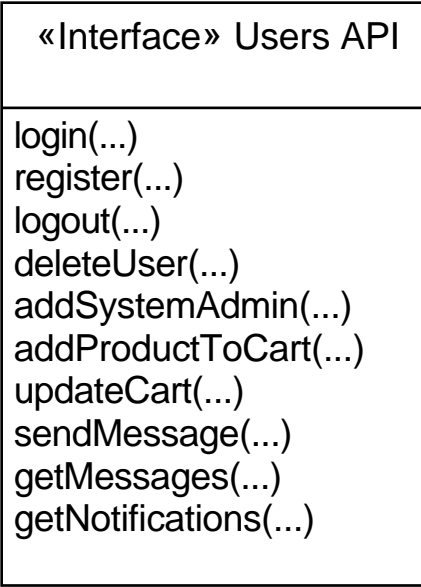 «Interface» Users API
login(...)
register(...)
logout(...)
deleteUser(...)
addSystemAdmin(...)
addProductToCart(...)
updateCart(...)
sendMessage(...)
getMessages(...)
getNotifications(...)